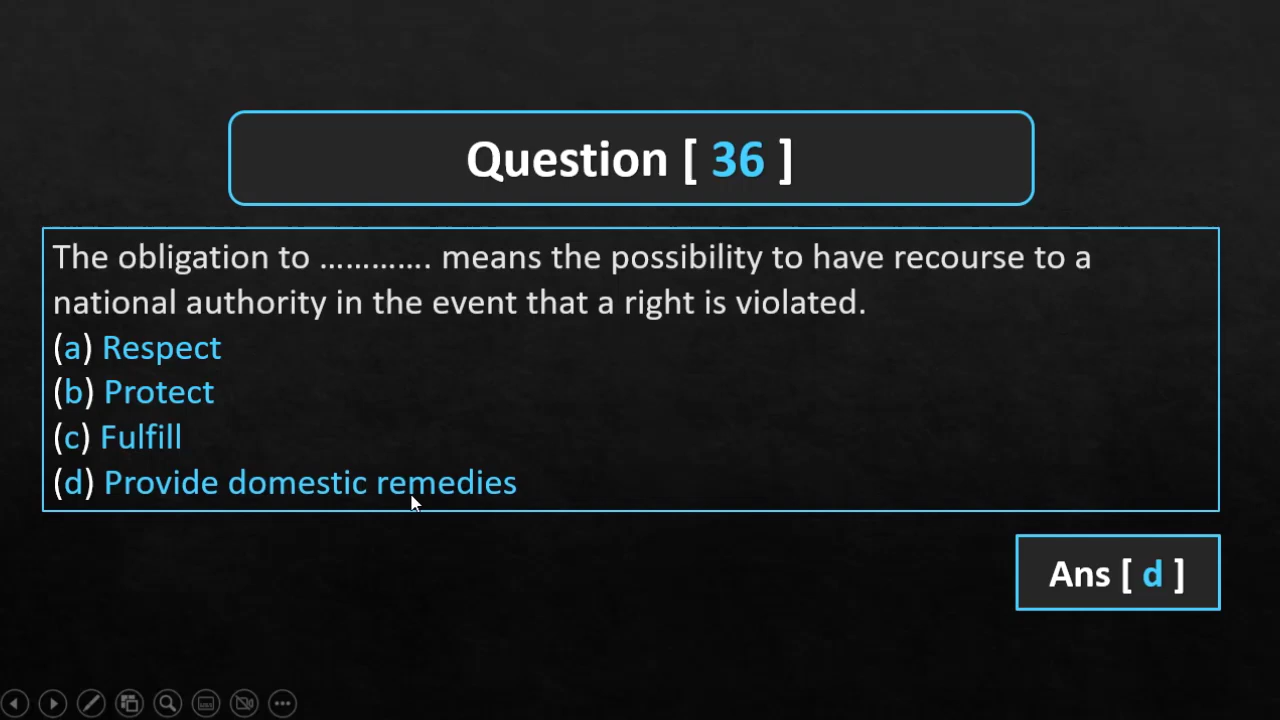 Question [ 36 ]
The obligation to …………. means the possibility to have recourse to a
national authority in the event that a right is violated.
(a) Respect
(b) Protect
(c) Fulfill
(d) Provide domestic remedies
Ans [ d ]